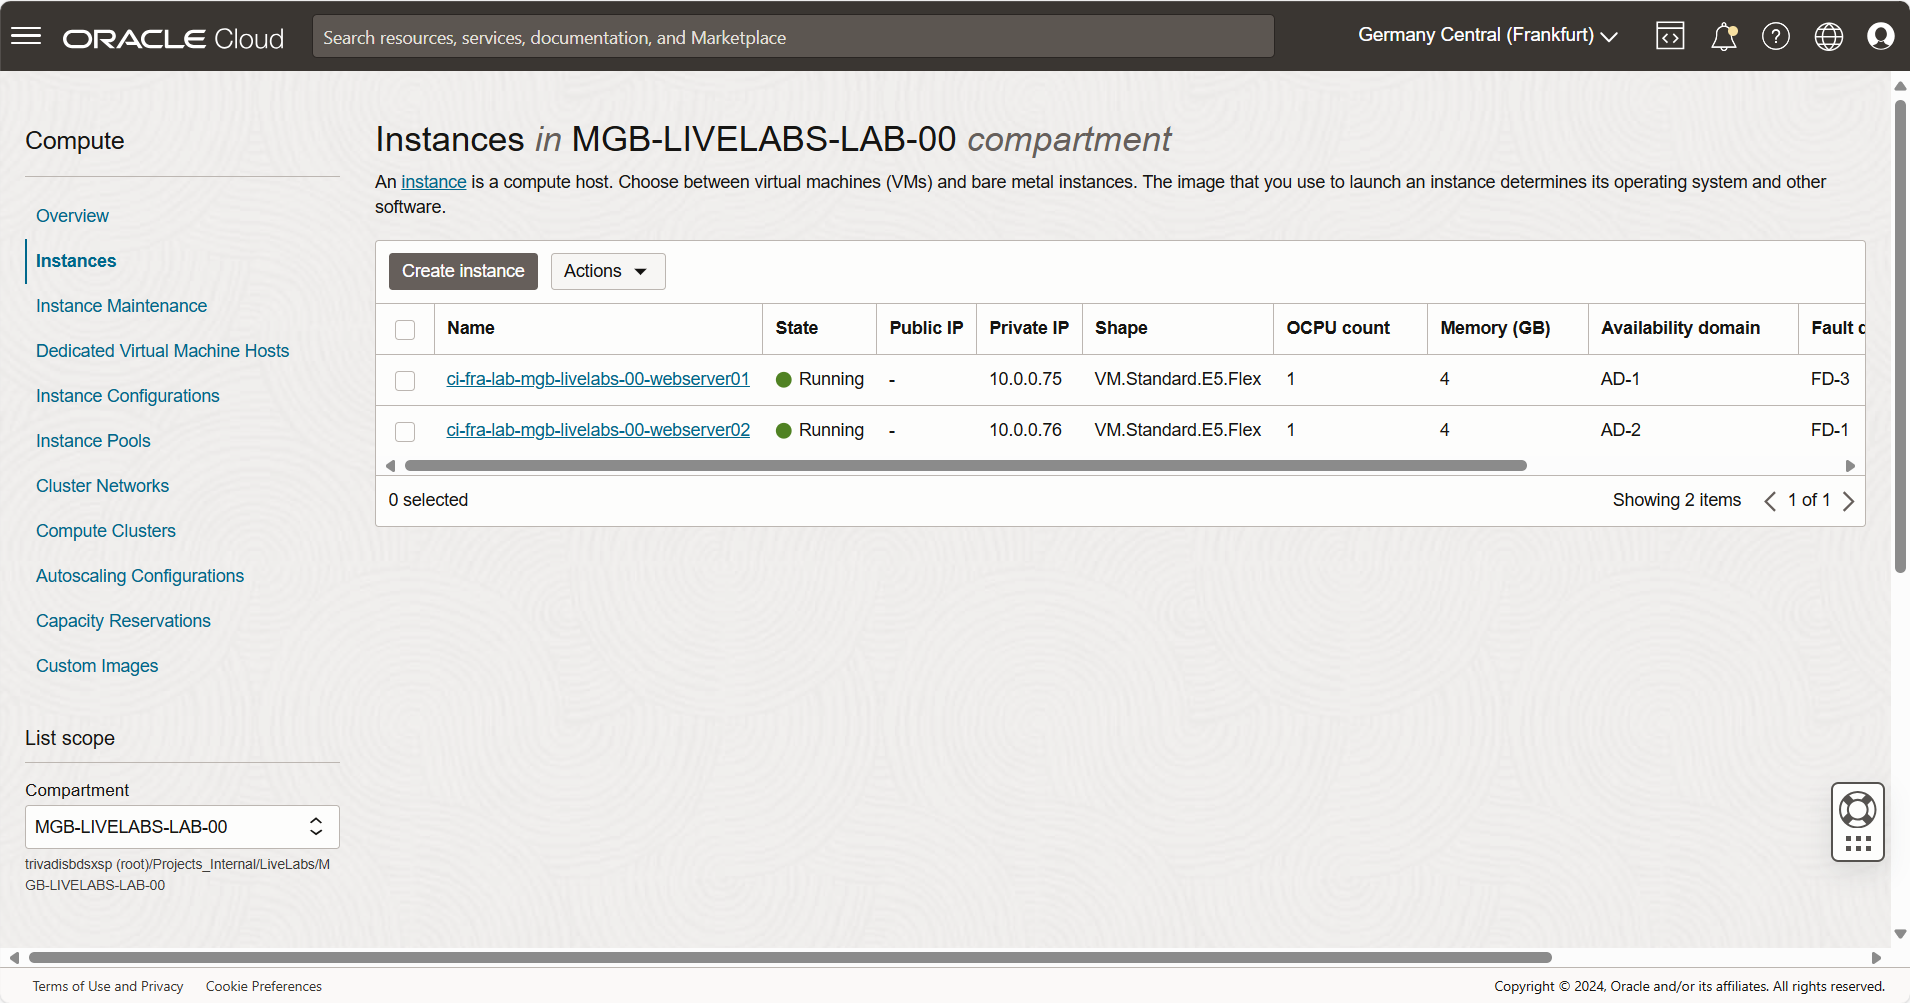 ORACLE Cloud
Search resources, services, documentation, and Marketplace
Germany Central (Frankfurt)
Compute
Overview
Instances
Instance Maintenance
Dedicated Virtual Machine Hosts
Instance Configurations
Instance Pools
Cluster Networks
Compute Clusters
Autoscaling Configurations
Capacity Reservations
Custom Images
List scope
Compartment
MGB-LIVELABS-LAB-00
trivadisbdsxsp (root)/Projects_Internal/LiveLabs/M
GB-LIVELABS-LAB-00
Instances in MGB-LIVELABS-LAB-00 compartment
An instance is a compute host. Choose between virtual machines (VMs) and bare metal instances. The image that you use to launch an instance determines its operating system and other
software.
Create instance Actions
Name State Public IP Private IP Shape OCPU count Memory (GB) Availability domain Fault d
ci-fra-lab-mgb-livelabs-00-webserver01 Running - 10.0.0.75 VM.Standard.E5.Flex 1 4 AD-1 FD-3
ci-fra-lab-mgb-livelabs-00-webserver02 Running - 10.0.0.76 VM.Standard.E5.Flex 1 4 AD-2 FD-1
0 selected Showing 2 items 1 of 1
Terms of Use and Privacy Cookie Preferences Copyright © 2024, Oracle and/or its affiliates. All rights reserved.